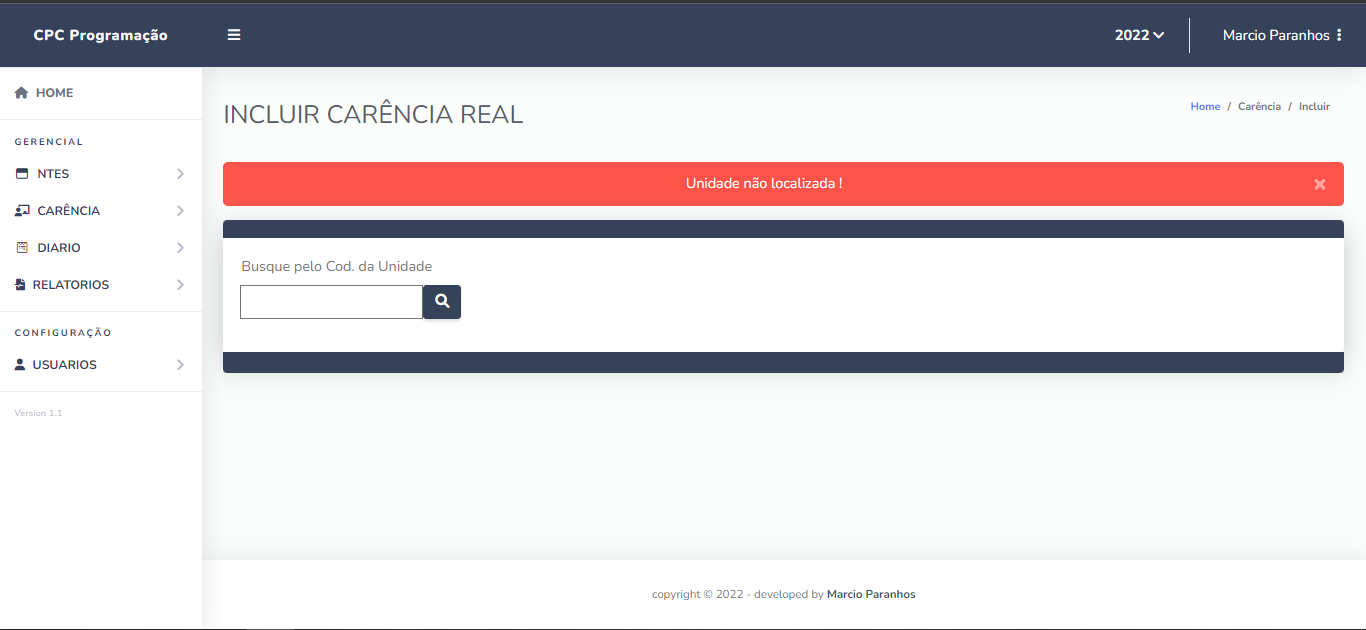 CPC Programação
2022
Marcio Paranhos
HOME
GERENCIAL
NTES
CARÊNCIA
DIARIO
RELATORIOS
CONFIGURAÇÃO
USUARIOS
Version 1.1
INCLUIR CARÊNCIA REAL
Home / Carência / Incluir
Unidade não localizada !
×
Busque pelo Cod. da Unidade
copyright © 2022 - developed by Marcio Paranhos